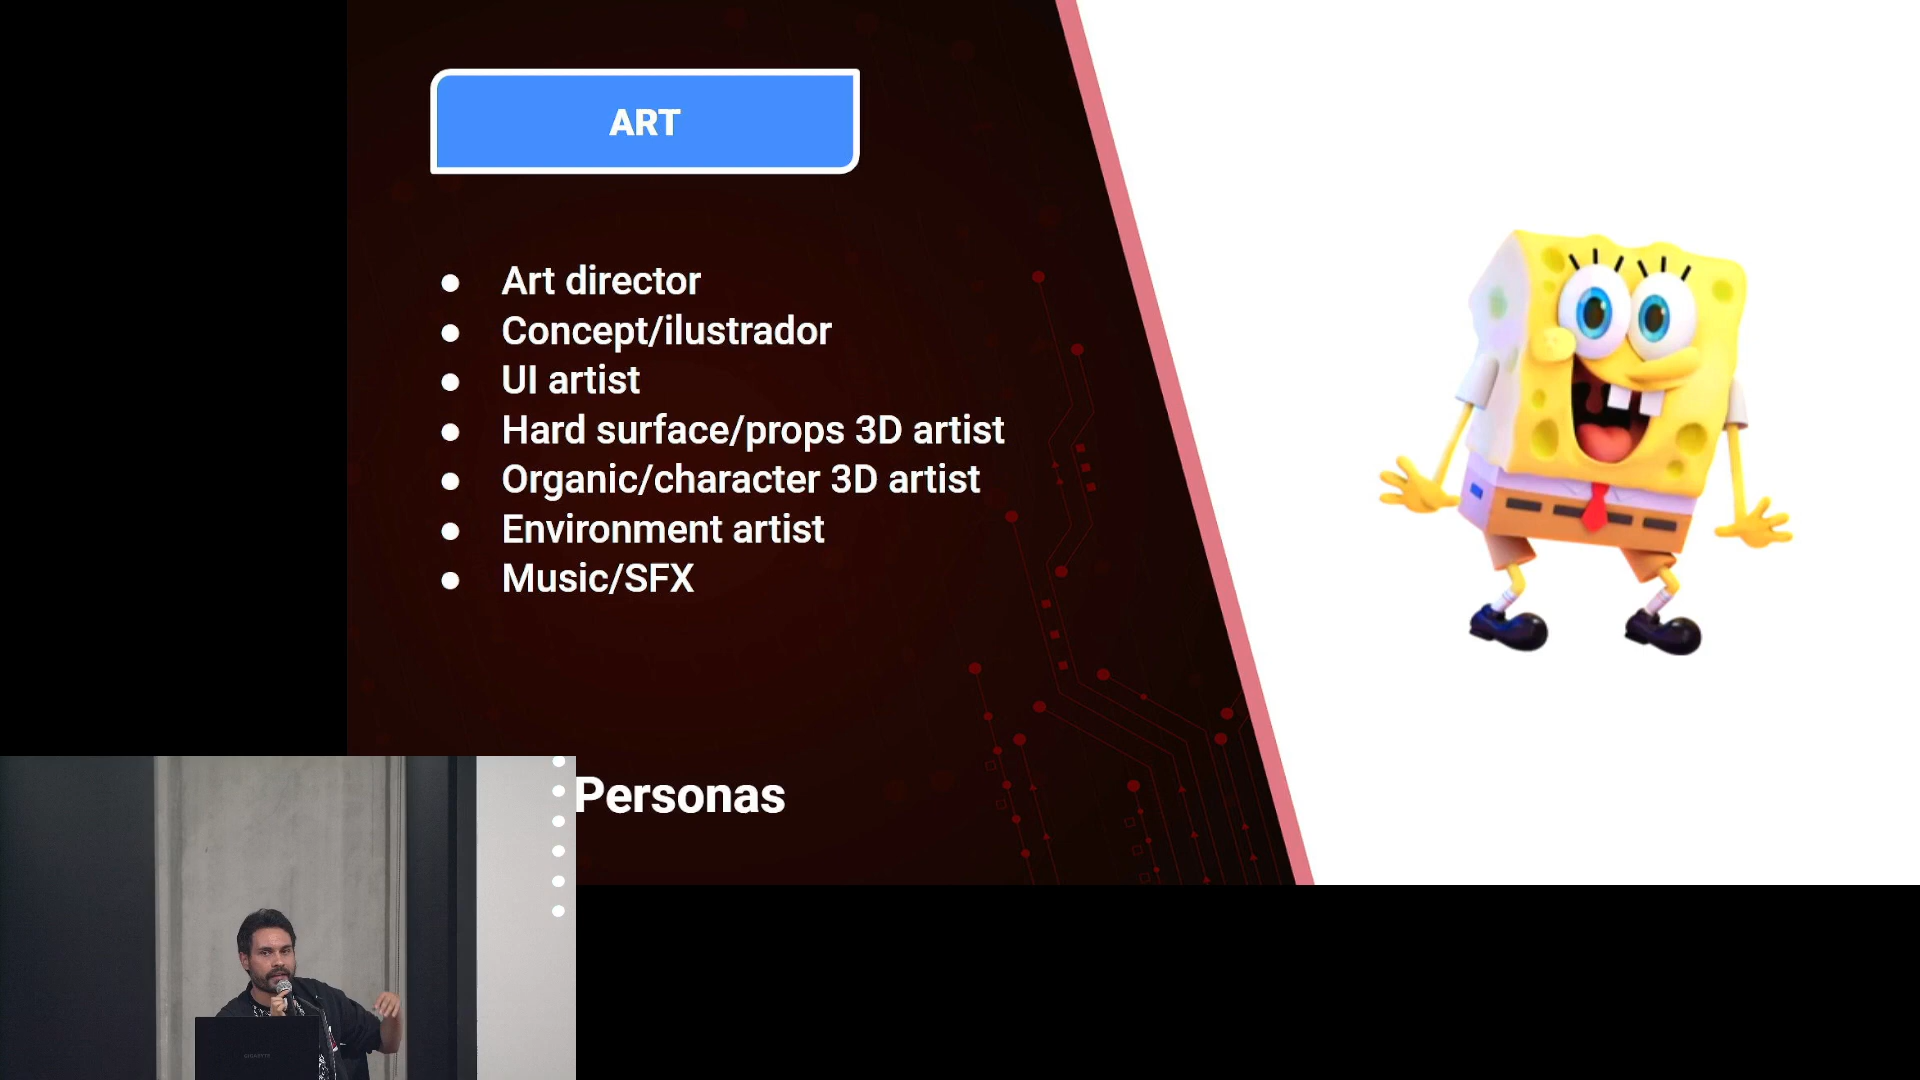 ART
● Art director
● Concept/ilustrador
● UI artist
● Hard surface/props 3D artist
● Organic/character 3D artist
● Environment artist
● Music/SFX
Personas
GIGABYTE